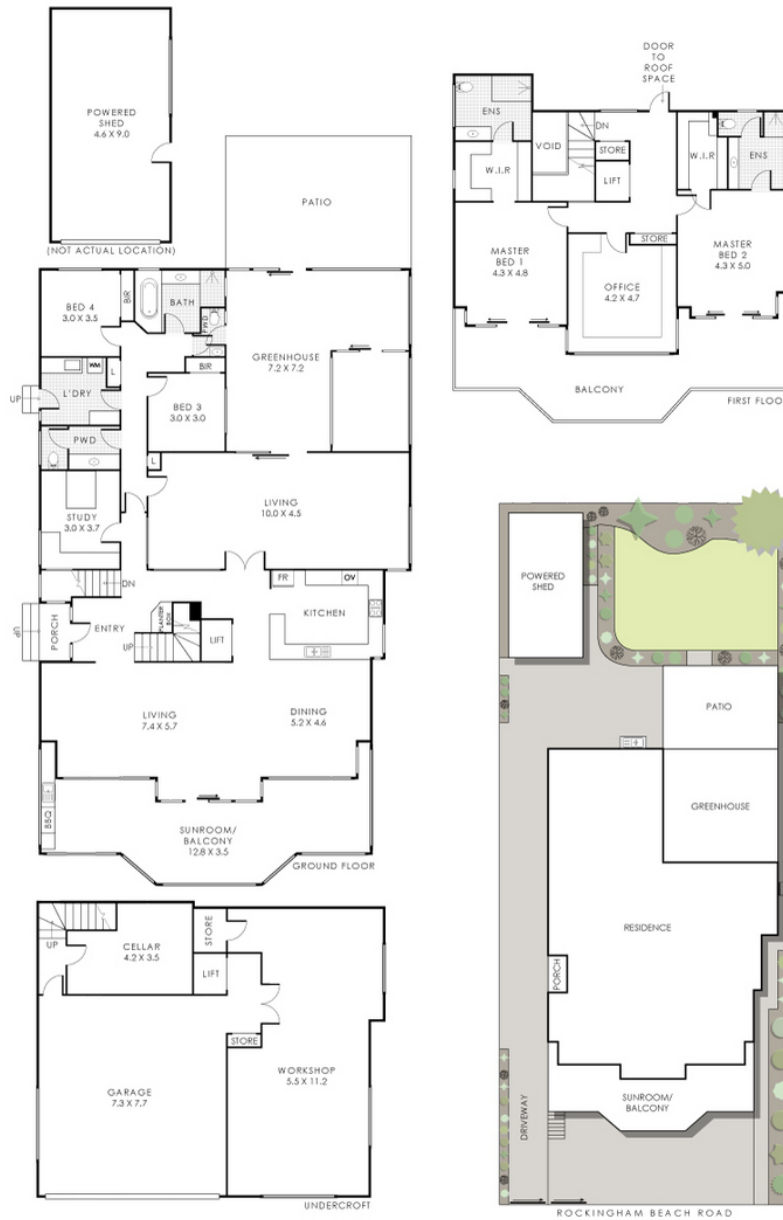 POWERED
SHED
4.6 X 9.0
(NOT ACTUAL LOCATION)
PATIO
BED 4
3.0 X 3.5
BIR
BATH
PWD
GREENHOUSE
7.2 X 7.2
BIR
WM
L
L'DRY
UP
BED 3
3.0 X 3.0
PWD
L
STUDY
3.0 X 3.7
LIVING
10.0 X 4.5
DN
FR
OV
KITCHEN
PORCH
UP
ENTRY
PLANTER
BOX
UP
LIFT
LIVING
7.4 X 5.7
DINING
5.2 X 4.6
BBQ
SUNROOM/
BALCONY
12.8 X 3.5
GROUND FLOOR
UP
CELLAR
4.2 X 3.5
STORE
LIFT
STORE
GARAGE
7.3 X 7.7
WORKSHOP
5.5 X 11.2
UNDERCROFT
DOOR
TO
ROOF
SPACE
ENS
VOID
DN
STORE
LIFT
W.I.R
W.I.R
ENS
MASTER
BED 1
4.3 X 4.8
STORE
OFFICE
4.2 X 4.7
MASTER
BED 2
4.3 X 5.0
BALCONY
FIRST FLOO
POWERED
SHED
PATIO
GREENHOUSE
RESIDENCE
PORCH
SUNROOM/
BALCONY
DRIVEWAY
ROCKINGHAM BEACH ROAD